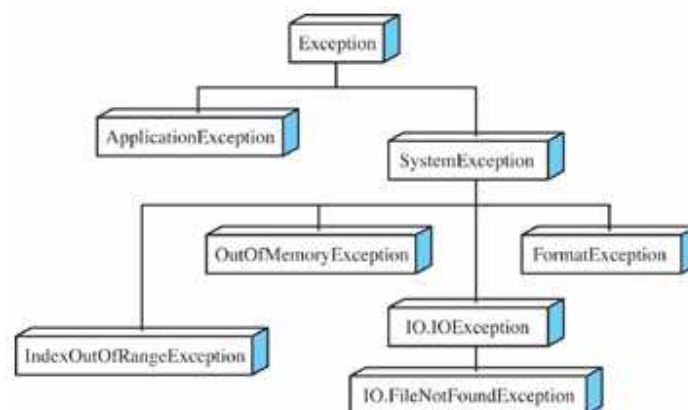 Exception
ApplicationException
SystemException
OutOfMemoryException
FormatException
IndexOutOfRangeException
IO.IOException
IO.FileNotFoundException